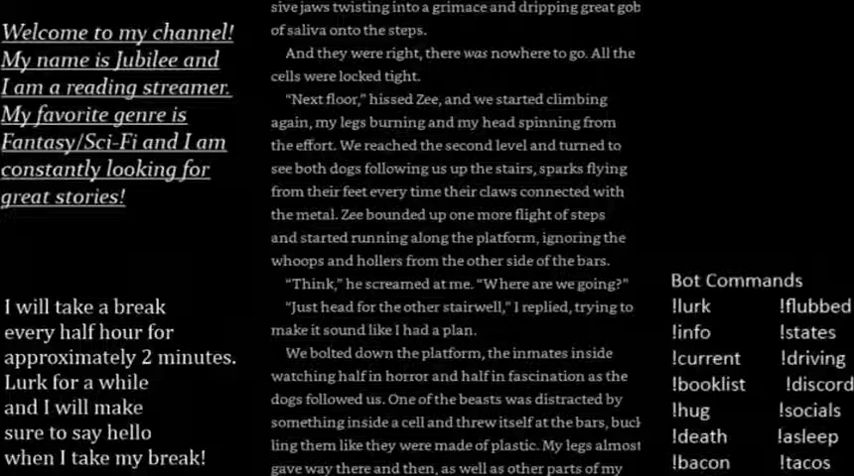 Welcome to my channel!
My name is Jubilee and
I am a reading streamer.
My favorite genre is
Fantasy/Sci-Fi and I am
constantly looking for
great stories!
I will take a break
every half hour for
approximately 2 minutes.
Lurk for a while
and I will make
sure to say hello
when I take my break!
sive jaws twisting into a grimace and dripping great gob
of saliva onto the steps.
And they were right, there was nowhere to go. All the
cells were locked tight.
“Next floor,” hissed Zee, and we started climbing
again, my legs burning and my head spinning from
the effort. We reached the second level and turned to
see both dogs following us up the stairs, sparks flying
from their feet every time their claws connected with
the metal. Zee bounded up one more flight of steps
and started running along the platform, ignoring the
whoops and hollers from the other side of the bars.
“Think,” he screamed at me. “Where are we going?”
“Just head for the other stairwell,” I replied, trying to
make it sound like I had a plan.
We bolted down the platform, the inmates inside
watching half in horror and half in fascination as the
dogs followed us. One of the beasts was distracted by
something inside a cell and threw itself at the bars, buck
ling them like they were made of plastic. My legs almost
gave way there and then, as well as other parts of my
Bot Commands
!lurk !flubbed
!info !states
!current !driving
!booklist !discord
!hug !socials
!death !asleep
!bacon !tacos